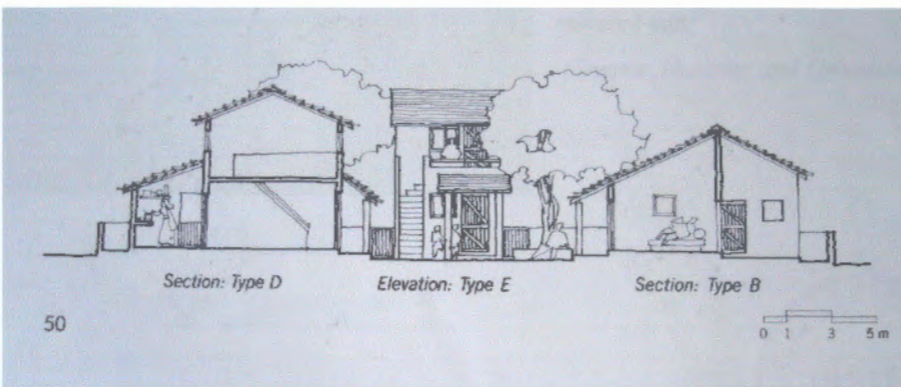 Section: Type D
Elevation: Type E
Section: Type B
50
0 1 3 5 m